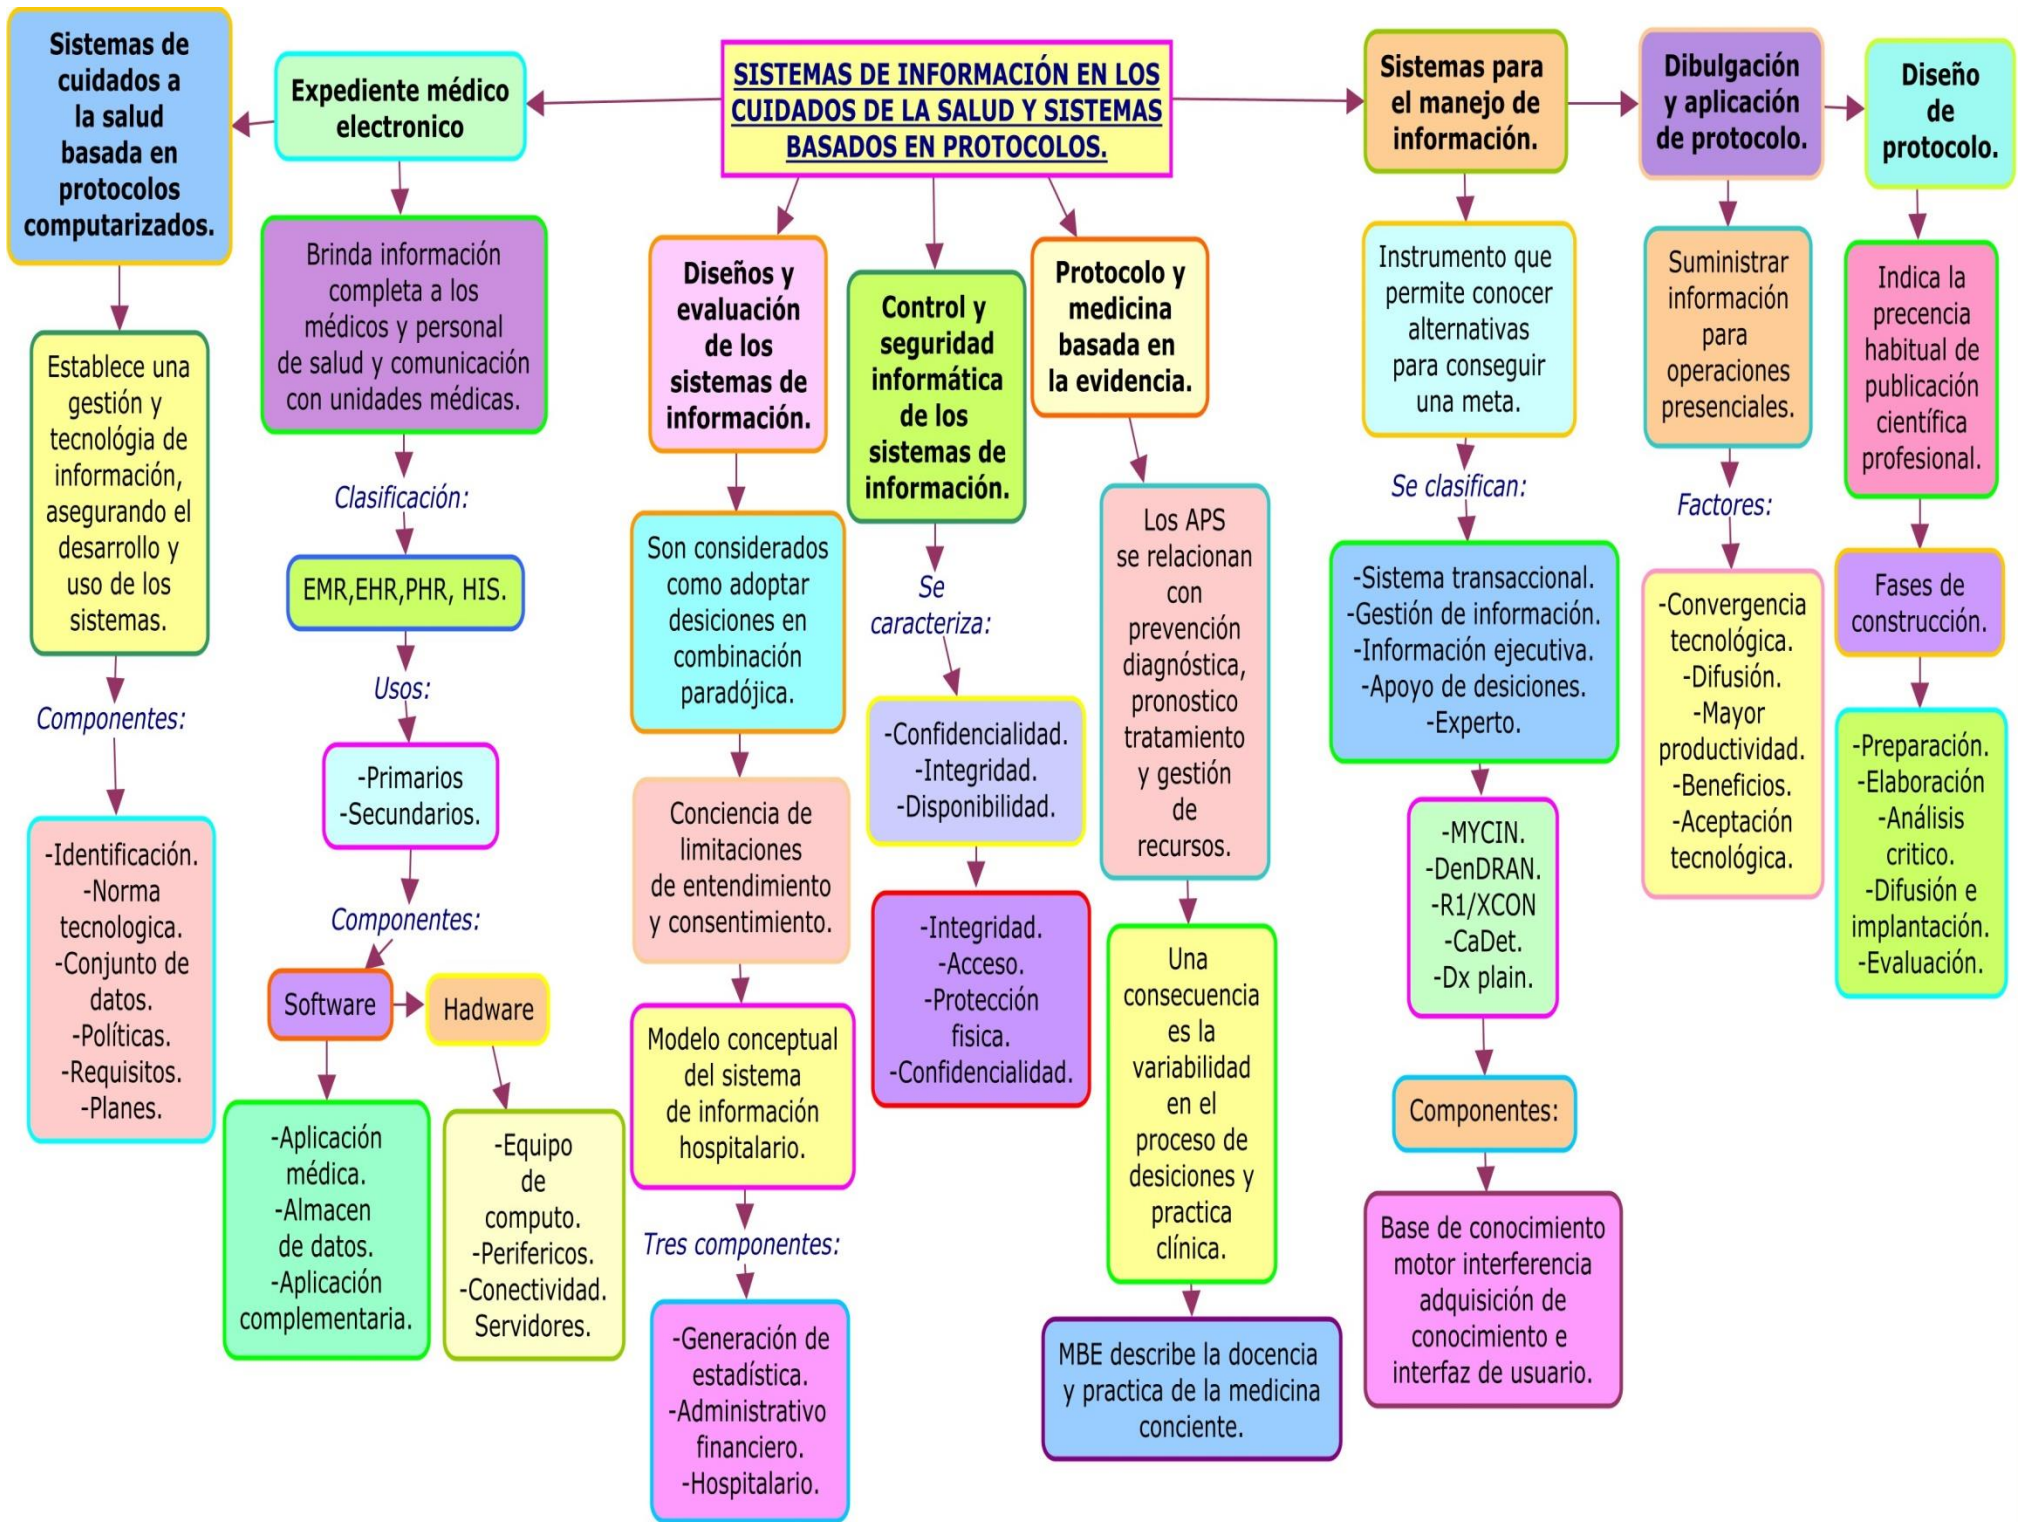 Sistemas de
cuidados a
la salud
basada en
protocolos
computarizados.
Establece una
gestión y
tecnológia de
información,
asegurando el
desarrollo y
uso de los
sistemas.
Componentes:
-Identificación.
-Norma
tecnologica.
-Conjunto de
datos.
-Políticas.
-Requisitos.
-Planes.
Expediente médico
electronico
Brinda información
completa a los
médicos y personal
de salud y comunicación
con unidades médicas.
Clasificación:
EMR,EHR,PHR, HIS.
Usos:
-Primarios
-Secundarios.
Componentes:
Software
Hadware
-Aplicación
médica.
-Almacen
de datos.
-Aplicación
complementaria.
-Equipo
de
computo.
-Perifericos.
-Conectividad.
Servidores.
SISTEMAS DE INFORMACIÓN EN LOS
CUIDADOS DE LA SALUD Y SISTEMAS
BASADOS EN PROTOCOLOS.
Diseños y
evaluación
de los
sistemas de
información.
Son considerados
como adoptar
desiciones en
combinación
paradójica.
Conciencia de
limitaciones
de entendimiento
y consentimiento.
Modelo conceptual
del sistema
de información
hospitalario.
Tres componentes:
-Generación de
estadística.
-Administrativo
financiero.
-Hospitalario.
Control y
seguridad
informática
de los
sistemas de
información.
Se
caracteriza:
-Confidencialidad.
-Integridad.
-Disponibilidad.
-Integridad.
-Acceso.
-Protección
fisica.
-Confidencialidad.
Protocolo y
medicina
basada en
la evidencia.
Los APS
se relacionan
con
prevención
diagnóstica,
pronostico
tratamiento
y gestión
de
recursos.
Una
consecuencia
es la
variabilidad
en el
proceso de
desiciones y
practica
clínica.
MBE describe la docencia
y practica de la medicina
conciente.
Sistemas para
el manejo de
información.
Instrumento que
permite conocer
alternativas
para conseguir
una meta.
Se clasifican:
-Sistema transaccional.
-Gestión de información.
-Información ejecutiva.
-Apoyo de desiciones.
-Experto.
-MYCIN.
-DenDRAN.
-R1/XCON
-CaDet.
-Dx plain.
Componentes:
Base de conocimiento
motor interferencia
adquisición de
conocimiento e
interfaz de usuario.
Dibulgación
y aplicación
de protocolo.
Suministrar
información
para
operaciones
presenciales.
Factores:
-Convergencia
tecnológica.
-Difusión.
-Mayor
productividad.
-Beneficios.
-Aceptación
tecnológica.
Diseño
de
protocolo.
Indica la
precencia
habitual de
publicación
científica
profesional.
Fases de
construcción.
-Preparación.
-Elaboración
-Análisis
critico.
-Difusión e
implantación.
-Evaluación.